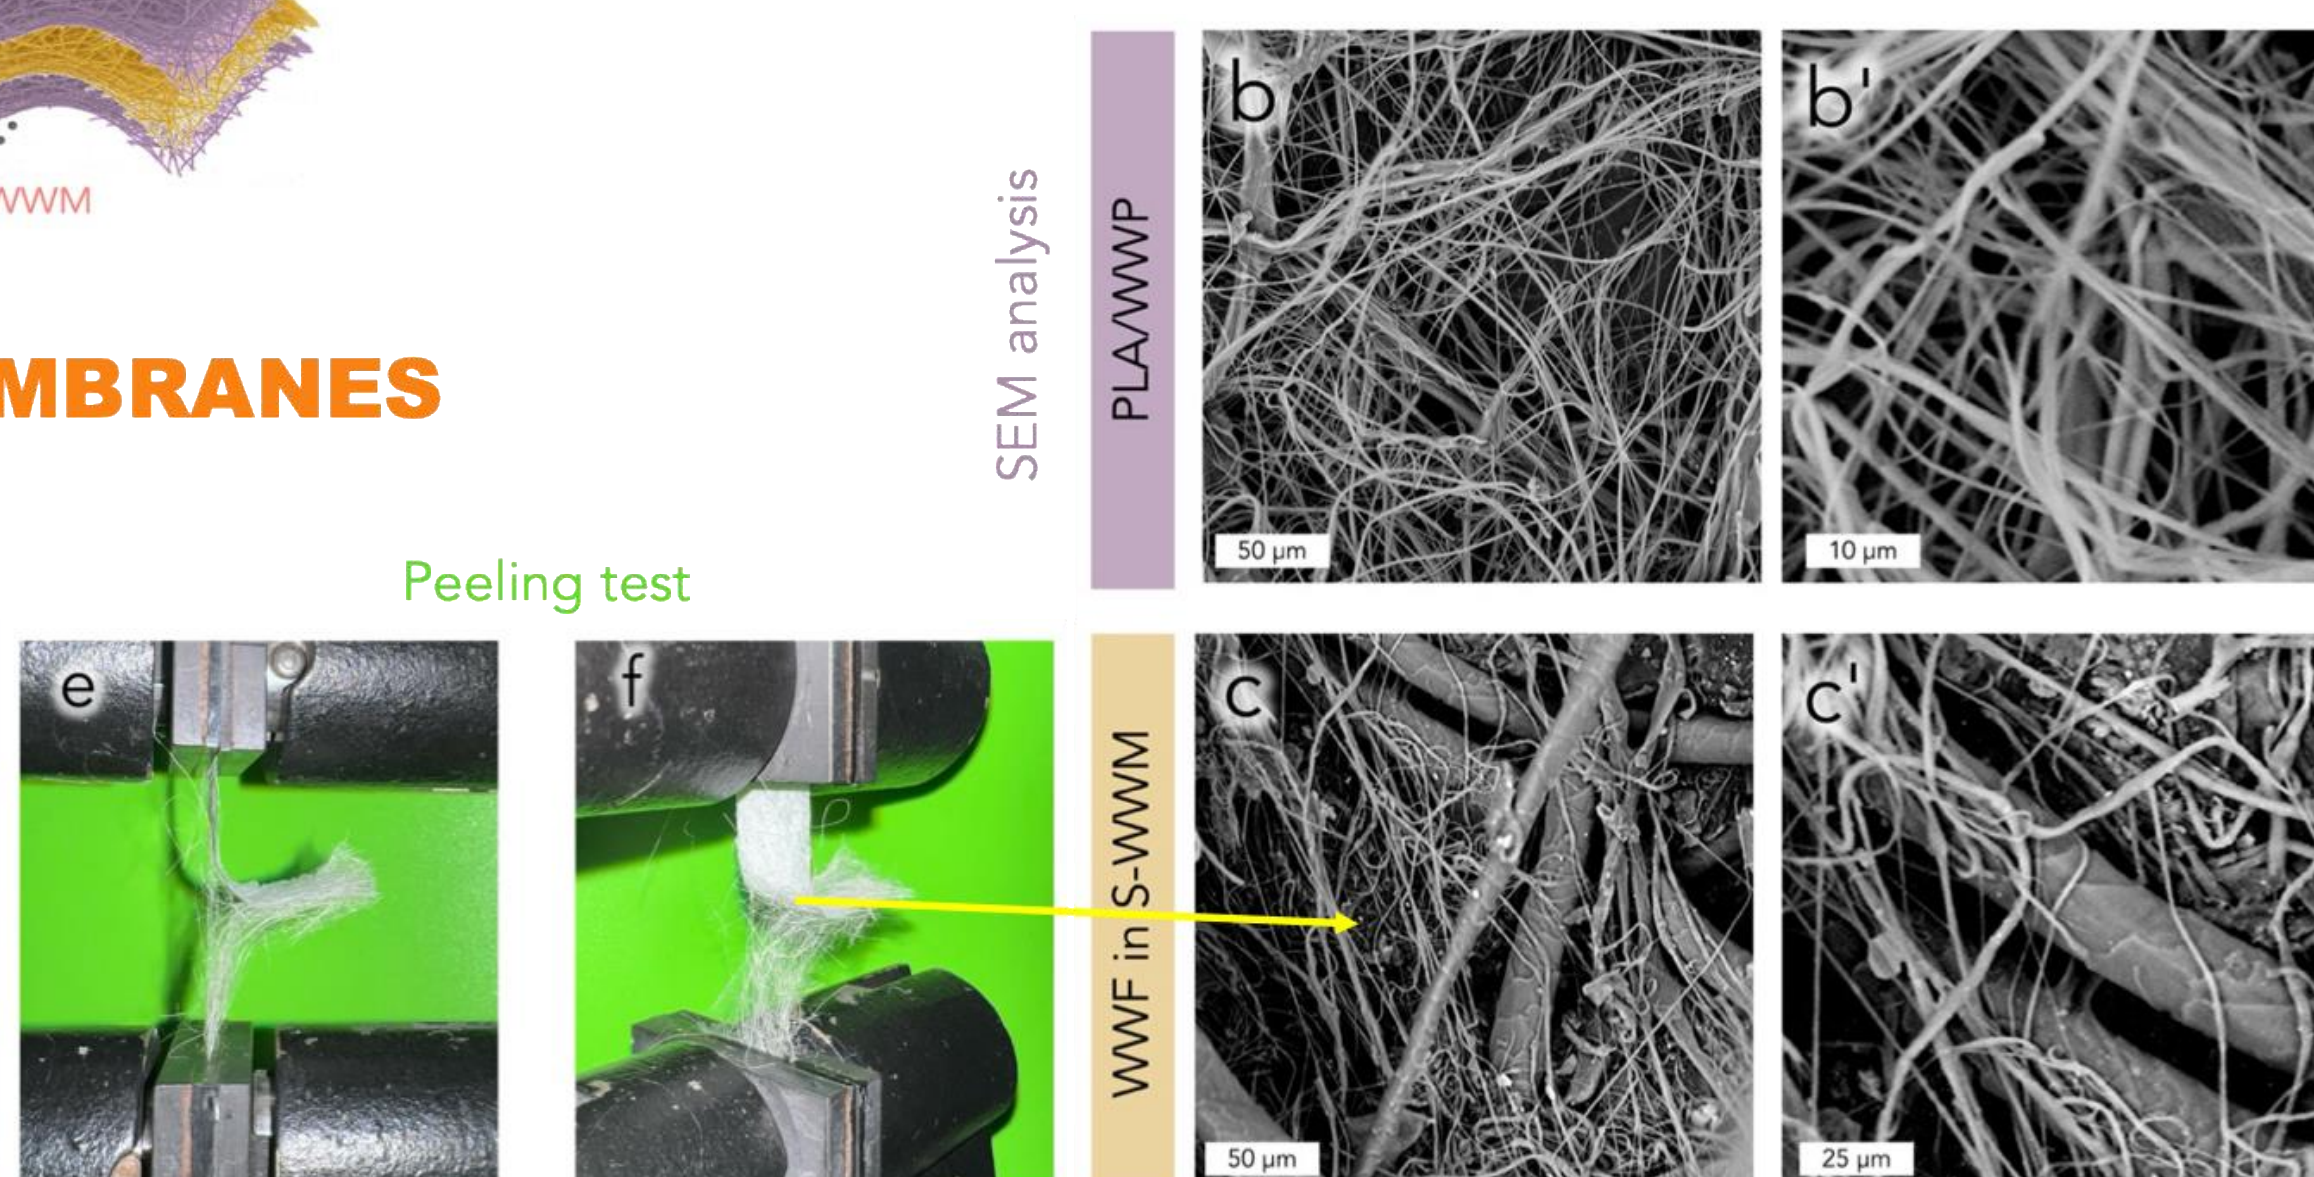 WWM
MBRANES
Peeling test
SEM analysis
PLA/WWP
b
50 µm
b'
10 µm
e
f
WWF in S-WWM
c
50 µm
c'
25 µm